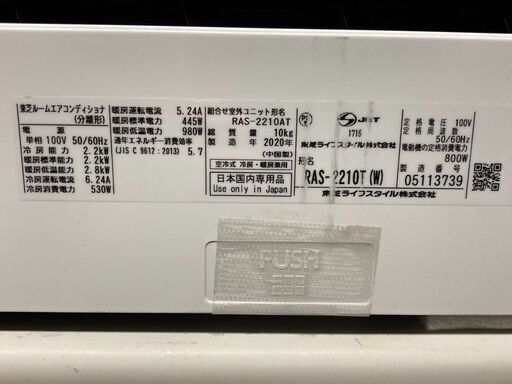 東芝ルームエアコンディショナ
(分離形)
電 源
単相 100V 50/60Hz
冷房能力 2.2kW
暖房標準能力 2.2kW
暖房低温能力 2.8kW
冷房運転電流 6.24A
冷房消費電力 530W
暖房運転電流 5.24A
暖房標準電力 445W
暖房低温電力 980W
通年エネルギー消費効率
(JIS C 9612:2013) 5.7
組合せ室外ユニット形名
RAS-2210AT
総質量 10kg
製造年 2020年
(中国製)
空冷式 冷房・暖房兼用
日本国内専用品
Use only in Japan
JET
1716
東芝ライフスタイル株式会社
形名
RAS-2210T(W)
定格電圧 100V
定格周波数
50/60Hz
電動機の定格消費電力
800W
製造番号
05113739
東芝ライフスタイル株式会社
PUSH